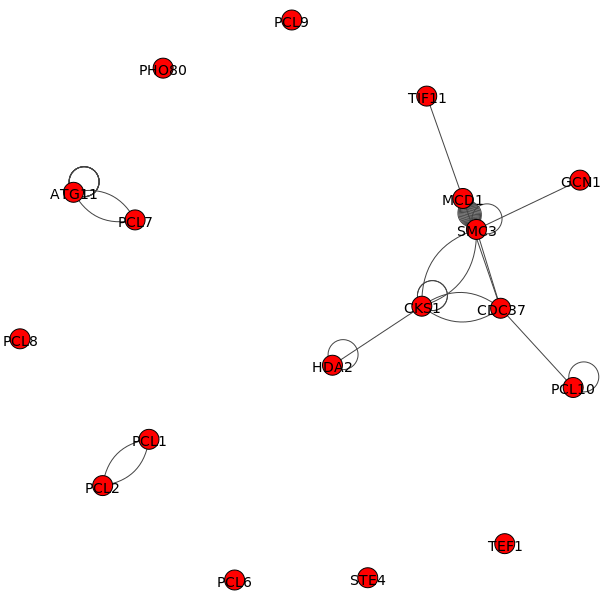 PCL9
PHO80
TIF11
GCN1
ATG11
MCD1
PCL7
SMC3
CKS1
CDC37
PCL8
HDA2
PCL10
PCL1
PCL2
TEF1
PCL6
STE4